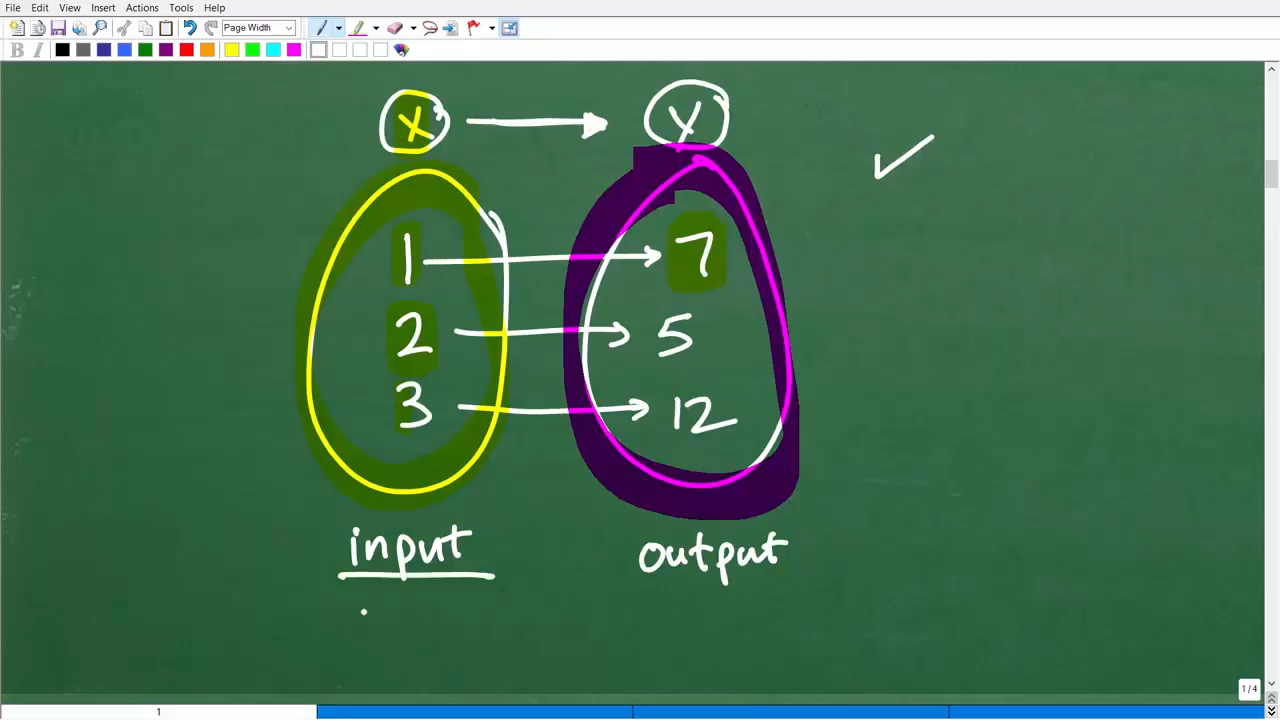 File Edit View Insert Actions Tools Help
Page Width
B I
x → y
1 → 7
2 → 5
3 → 12
input output
1 / 4
1